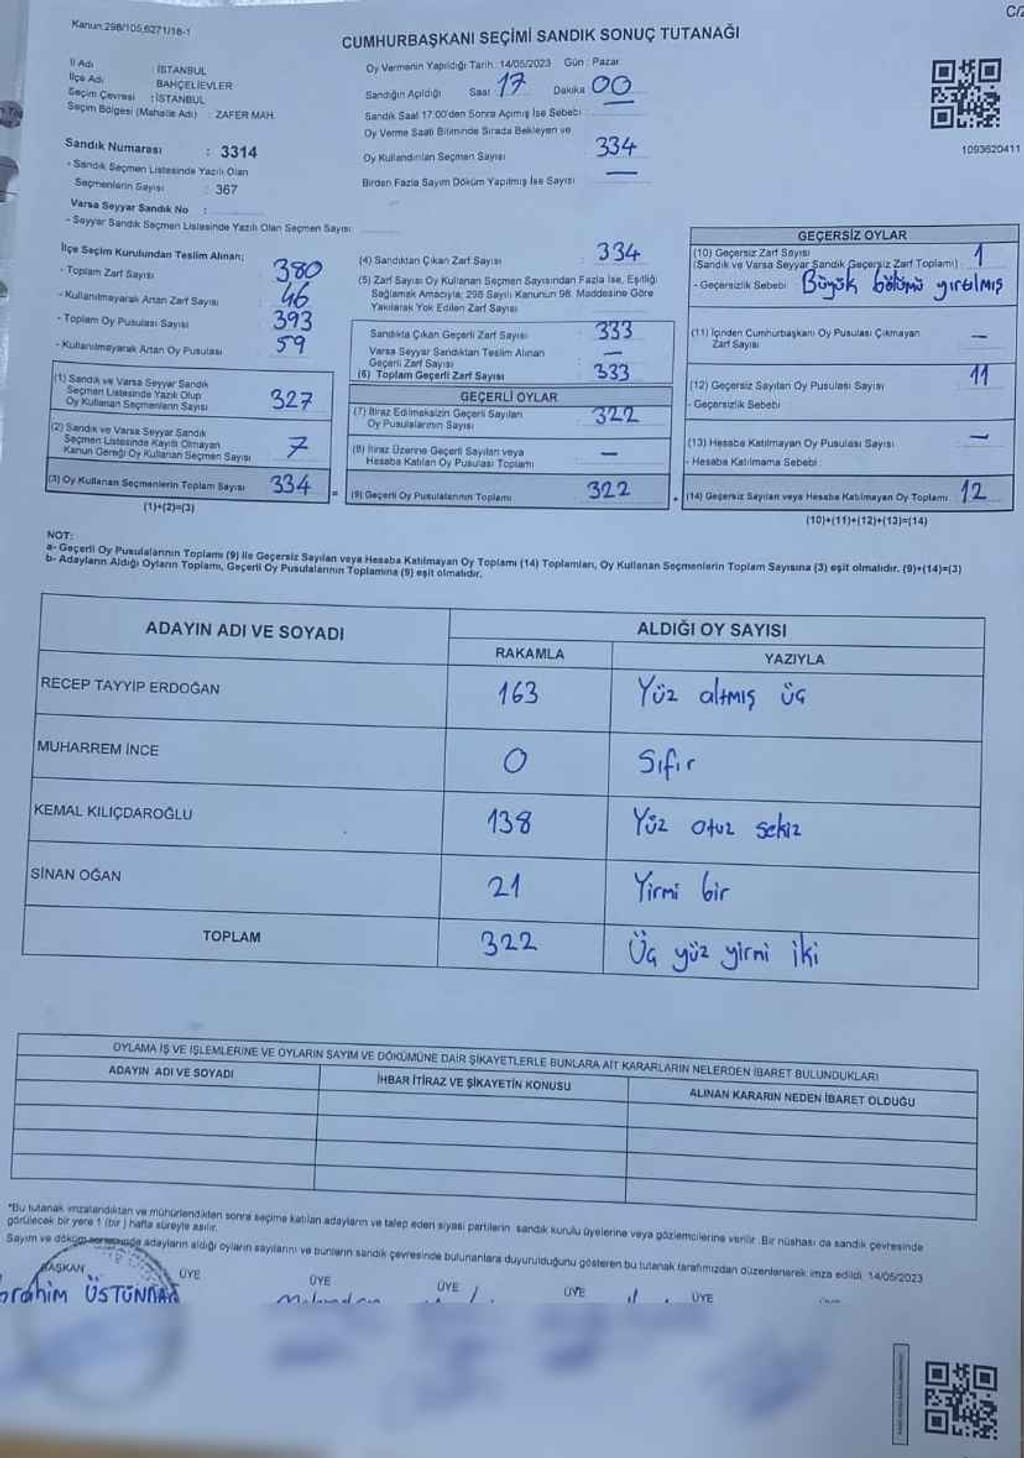 Kanun:298/105,6271/18-1
C/2
CUMHURBAŞKANI SEÇİMİ SANDIK SONUÇ TUTANAĞI
İl Adı : İSTANBUL
İlçe Adı : BAHÇELİEVLER
Seçim Çevresi : İSTANBUL
Seçim Bölgesi (Mahalle Adı) : ZAFER MAH.
Sandık Numarası : 3314
- Sandık Seçmen Listesinde Yazılı Olan
Seçmenlerin Sayısı : 367
Varsa Seyyar Sandık No :
- Seyyar Sandık Seçmen Listesinde Yazılı Olan Seçmen Sayısı
Oy Vermenin Yapıldığı Tarih : 14/05/2023 Gün : Pazar
Sandığın Açıldığı Saat : 17 Dakika 00
Sandık Saat 17:00'den Sonra Açılmış İse Sebebi :
Oy Verme Saati Bitiminde Sırada Bekleyen ve
Oy Kullandırılan Seçmen Sayısı : 334
Birden Fazla Sayım Döküm Yapılmış İse Sayısı : —
1093620411
İlçe Seçim Kurulundan Teslim Alınan;
- Toplam Zarf Sayısı 380
- Kullanılmayarak Artan Zarf Sayısı 46
- Toplam Oy Pusulası Sayısı 393
- Kullanılmayarak Artan Oy Pusulası 59
(1) Sandık ve Varsa Seyyar Sandık
Seçmen Listesinde Yazılı Olup
Oy Kullanan Seçmenlerin Sayısı 327
(2) Sandık ve Varsa Seyyar Sandık
Seçmen Listesinde Kayıtlı Olmayan
Kanun Gereği Oy Kullanan Seçmen Sayısı 7
(3) Oy Kullanan Seçmenlerin Toplam Sayısı 334
(1)+(2)=(3)
(4) Sandıktan Çıkan Zarf Sayısı : 334
(5) Zarf Sayısı Oy Kullanan Seçmen Sayısından Fazla İse, Eşitliği
Sağlamak Amacıyla, 298 Sayılı Kanunun 98. Maddesine Göre
Yakılarak Yok Edilen Zarf Sayısı :
Sandıkta Çıkan Geçerli Zarf Sayısı 333
Varsa Seyyar Sandıktan Teslim Alınan
Geçerli Zarf Sayısı —
(6) Toplam Geçerli Zarf Sayısı 333
GEÇERLİ OYLAR
(7) İtiraz Edilmeksizin Geçerli Sayılan
Oy Pusulalarının Sayısı 322
(8) İtiraz Üzerine Geçerli Sayılan veya
Hesaba Katılan Oy Pusulası Toplamı —
= (9) Geçerli Oy Pusulalarının Toplamı 322
GEÇERSİZ OYLAR
(10) Geçersiz Zarf Sayısı
(Sandık ve Varsa Seyyar Sandık Geçersiz Zarf Toplamı) : 1
- Geçersizlik Sebebi : Büyük bölümü yırtılmış
(11) İçinden Cumhurbaşkanı Oy Pusulası Çıkmayan
Zarf Sayısı —
(12) Geçersiz Sayılan Oy Pusulası Sayısı 11
- Geçersizlik Sebebi
(13) Hesaba Katılmayan Oy Pusulası Sayısı —
- Hesaba Katılmama Sebebi :
+ (14) Geçersiz Sayılan veya Hesaba Katılmayan Oy Toplamı 12
(10)+(11)+(12)+(13)=(14)
NOT:
a- Geçerli Oy Pusulalarının Toplamı (9) ile Geçersiz Sayılan veya Hesaba Katılmayan Oy Toplamı (14) Toplamları, Oy Kullanan Seçmenlerin Toplam Sayısına (3) eşit olmalıdır. (9)+(14)=(3)
b- Adayların Aldığı Oyların Toplamı, Geçerli Oy Pusulalarının Toplamına (9) eşit olmalıdır.
ADAYIN ADI VE SOYADI ALDIĞI OY SAYISI
RAKAMLA YAZIYLA
RECEP TAYYİP ERDOĞAN 163 Yüz altmış üç
MUHARREM İNCE 0 Sıfır
KEMAL KILIÇDAROĞLU 138 Yüz otuz sekiz
SİNAN OĞAN 21 Yirmi bir
TOPLAM 322 Üç yüz yirmi iki
OYLAMA İŞ VE İŞLEMLERİNE VE OYLARIN SAYIM VE DÖKÜMÜNE DAİR ŞİKAYETLERLE BUNLARA AİT KARARLARIN NELERDEN İBARET BULUNDUKLARI
ADAYIN ADI VE SOYADI İHBAR İTİRAZ VE ŞİKAYETİN KONUSU ALINAN KARARIN NEDEN İBARET OLDUĞU
*Bu tutanak imzalandıktan ve mühürlendikten sonra seçime katılan adayların ve talep eden siyasi partilerin sandık kurulu üyelerine veya gözlemcilerine verilir. Bir nüshası da sandık çevresinde
görülecek bir yere 1 (bir) hafta süreyle asılır.
Sayım ve döküm sonucunda adayların aldığı oyların sayılarını ve bunların sandık çevresinde bulunanlara duyurulduğunu gösteren bu tutanak tarafımızdan düzenlenerek imza edildi. 14/05/2023
BAŞKAN ÜYE ÜYE ÜYE ÜYE ÜYE
ÜSTÜNDAĞ